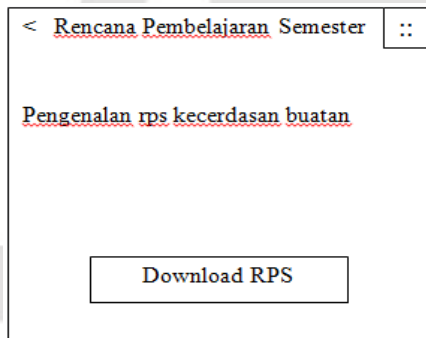 < Rencana Pembelajaran Semester ::
Pengenalan rps kecerdasan buatan
Download RPS